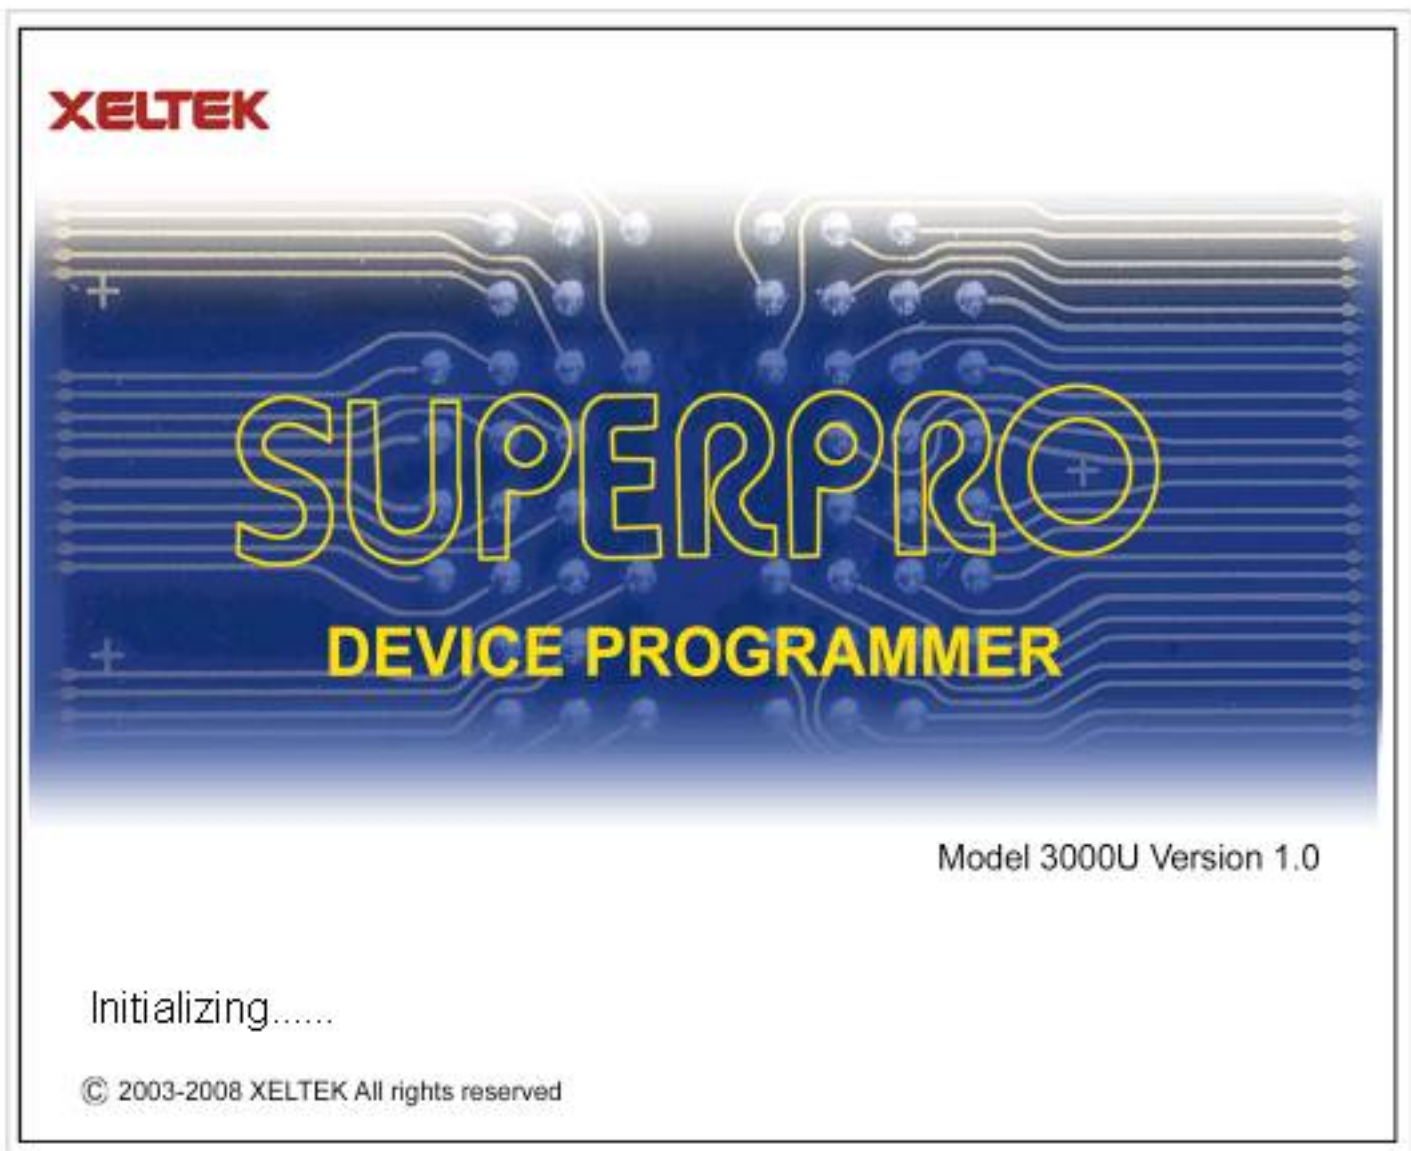 XELTEK
SUPERPRO
DEVICE PROGRAMMER
Model 3000U Version 1.0
Initializing......
© 2003-2008 XELTEK All rights reserved